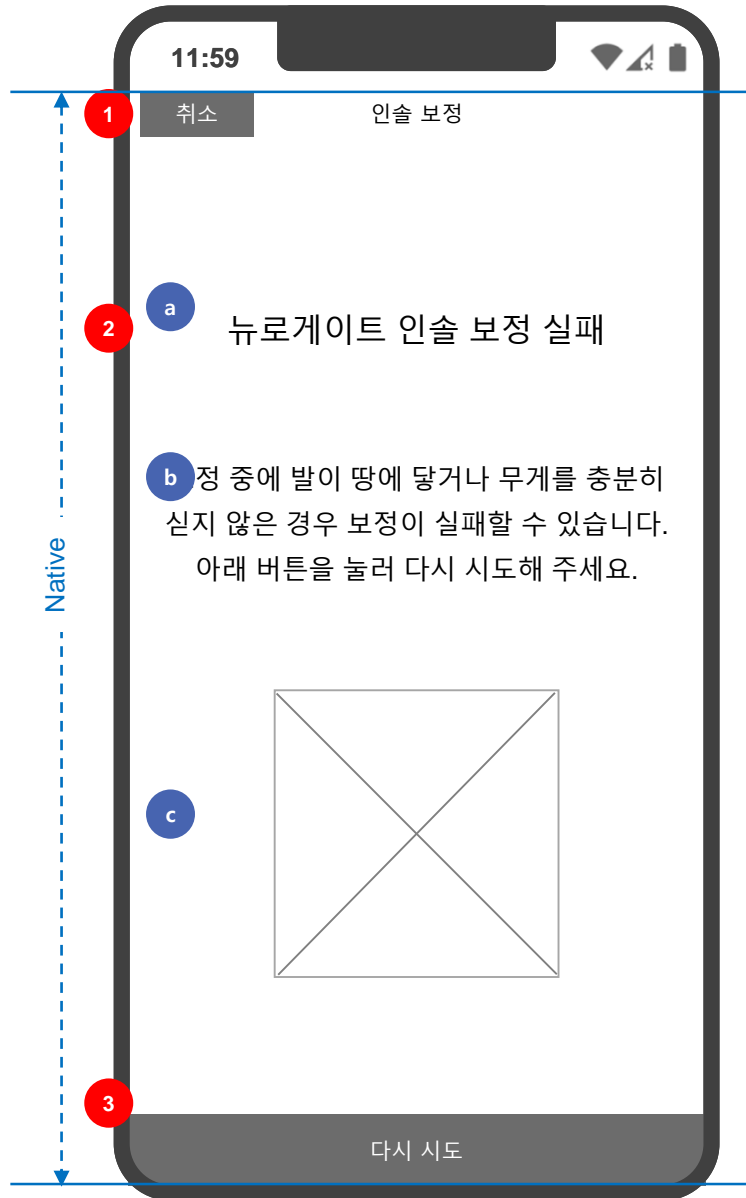 11:59
1
취소
인솔 보정
a
2
뉴로게이트 인솔 보정 실패
b
정 중에 발이 땅에 닿거나 무게를 충분히
싣지 않은 경우 보정이 실패할 수 있습니다.
아래 버튼을 눌러 다시 시도해 주세요.
Native
c
3
다시 시도